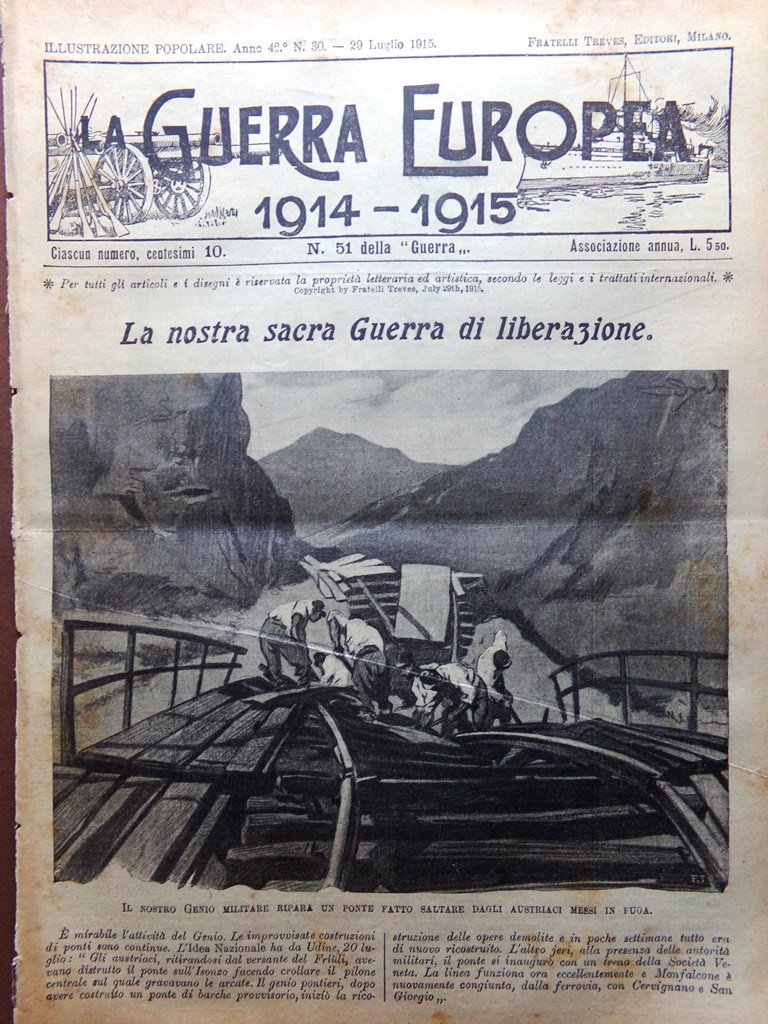 ILLUSTRAZIONE POPOLARE. Anno 46.° N. 30. — 29 Luglio 1915.
FRATELLI TREVES, EDITORI, MILANO.
LA GUERRA EUROPEA
1914 - 1915
Ciascun numero, centesimi 10.
N. 51 della "Guerra„.
Associazione annua, L. 5 50.
* Per tutti gli articoli e i disegni è riservata la proprietà letteraria ed artistica, secondo le leggi e i trattati internazionali. *
Copyright by Fratelli Treves, July 29th, 1915.
La nostra sacra Guerra di liberazione.
F.T
IL NOSTRO GENIO MILITARE RIPARA UN PONTE FATTO SALTARE DAGLI AUSTRIACI MESSI IN FUGA.
È mirabile l'attività del Genio. Le improvvisate costruzioni
di ponti sono continue. L'Idea Nazionale ha da Udine, 20 lu-
glio: "Gli austriaci, ritirandosi dal versante del Friùli, ave-
vano distrutto il ponte sull'Isonzo facendo crollare il pilone
centrale sul quale gravavano le arcate. Il genio pontieri, dopo
avere costruito un ponte di barche provvisorio, iniziò la rico-
struzione delle opere demolite e in poche settimane tutto era
di nuovo ricostruito. L'altro jeri, alla presenza delle autorità
militari, il ponte si inaugurò con un treno della Società Ve-
neta. La linea funziona ora eccellentemente e Monfalcone è
nuovamente congiunta, dalla ferrovia, con Cervignano e San
Giorgio„.